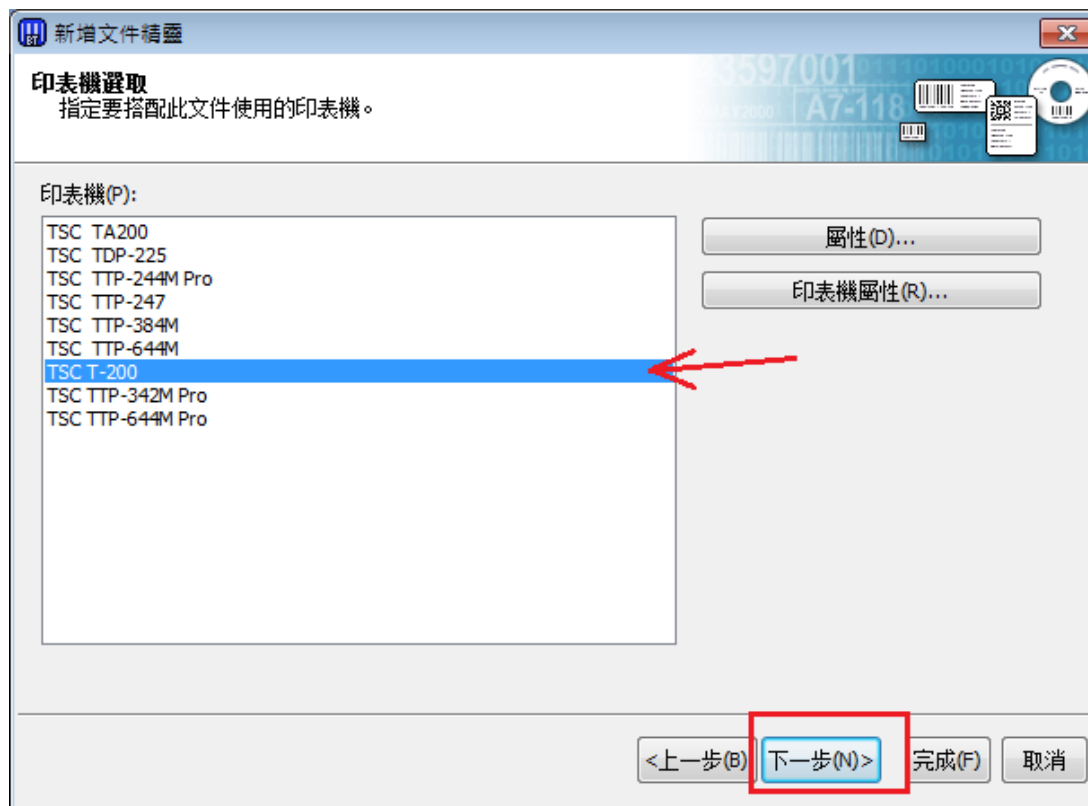 新增文件精靈
印表機選取
指定要搭配此文件使用的印表機。
3597001
A7-118
印表機(P):
TSC TA200
TSC TDP-225
TSC TTP-244M Pro
TSC TTP-247
TSC TTP-384M
TSC TTP-644M
TSC T-200
TSC TTP-342M Pro
TSC TTP-644M Pro
屬性(D)...
印表機屬性(R)...
<上一步(B)
下一步(N)>
完成(F)
取消